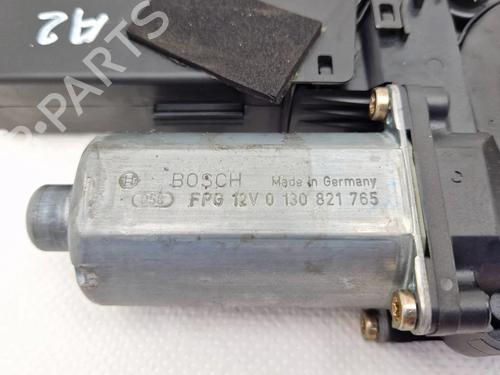 A2
B-PARTS
BOSCH Made in Germany
FPG 12V 0 130 821 765